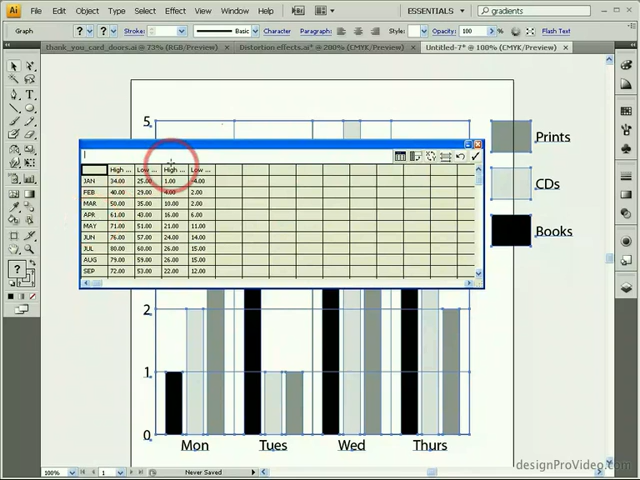 Ai File Edit Object Type Select Effect View Window Help Br ESSENTIALS gradients
Graph ? ? Stroke: Basic Character Paragraph: Align Style: Opacity: 100 % Flash Text
thank_you_card_doors.ai @ 73% (RGB/Preview) × Distortion effects.ai* @ 200% (CMYK/Preview) × Untitled-7* @ 100% (CMYK/Preview) ×
5
Prints
High ... Low ... High ... Low ...
JAN 34.00 25.00 1.00 -4.00
CDs
FEB 40.00 29.00 4.00 2.00
MAR 50.00 35.00 10.00 2.00
APR 61.00 43.00 16.00 6.00
MAY 71.00 51.00 21.00 11.00
Books
JUN 76.00 57.00 24.00 14.00
JUL 80.00 60.00 26.00 15.00
AUG 79.00 59.00 26.00 15.00
SEP 72.00 53.00 22.00 12.00
?
2
1
0
Mon Tues Wed Thurs
100% 1 Never Saved
designProVideo.com